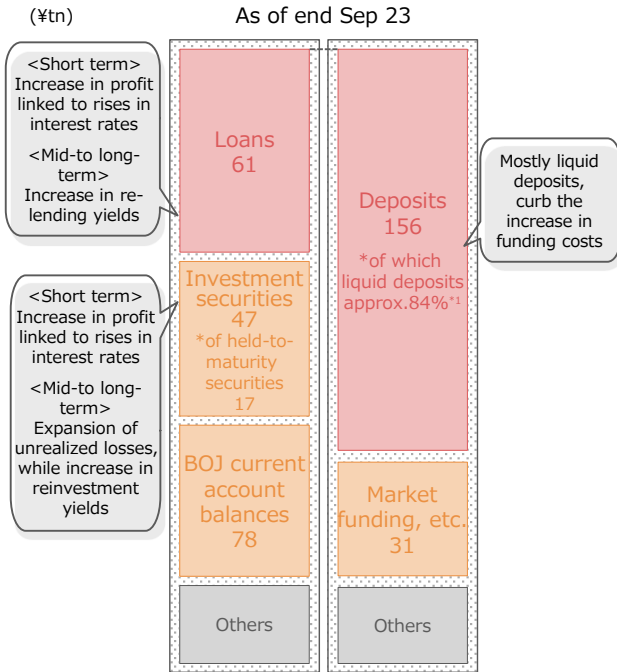 (¥tn)
As of end Sep 23
<Short term>
Increase in profit
linked to rises in
interest rates
<Mid-to long-
term>
Increase in re-
lending yields
<Short term>
Increase in profit
linked to rises in
interest rates
<Mid-to long-
term>
Expansion of
unrealized losses,
while increase in
reinvestment
yields
Loans
61
Investment
securities
47
*of held-to-
maturity
securities
17
BOJ current
account
balances
78
Others
Deposits
156
*of which
liquid deposits
approx.84%*1
Market
funding, etc.
31
Others
Mostly liquid
deposits,
curb the
increase in
funding costs